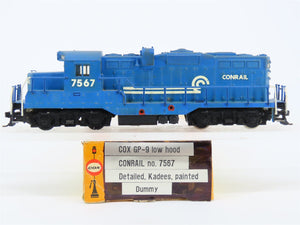 7567
CONRAIL
COX GP-9 low hood
CONRAIL no. 7567
Detailed, Kadees, painted
Dummy